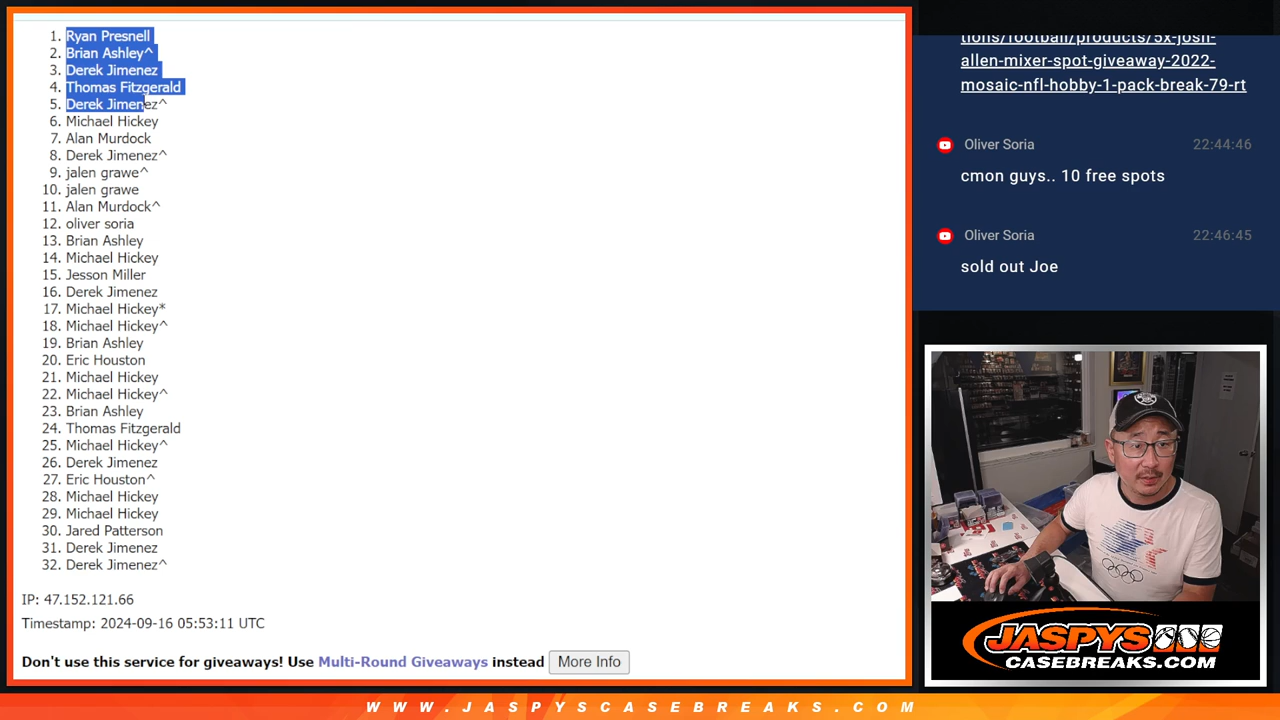 1. Ryan Presnell
2. Brian Ashley^
3. Derek Jimenez
4. Thomas Fitzgerald
5. Derek Jimenez^
6. Michael Hickey
7. Alan Murdock
8. Derek Jimenez^
9. jalen grawe^
10. jalen grawe
11. Alan Murdock^
12. oliver soria
13. Brian Ashley
14. Michael Hickey
15. Jesson Miller
16. Derek Jimenez
17. Michael Hickey*
18. Michael Hickey^
19. Brian Ashley
20. Eric Houston
21. Michael Hickey
22. Michael Hickey^
23. Brian Ashley
24. Thomas Fitzgerald
25. Michael Hickey^
26. Derek Jimenez
27. Eric Houston^
28. Michael Hickey
29. Michael Hickey
30. Jared Patterson
31. Derek Jimenez
32. Derek Jimenez^
IP: 47.152.121.66
Timestamp: 2024-09-16 05:53:11 UTC
Don't use this service for giveaways! Use Multi-Round Giveaways instead More Info
tions/football/products/5x-josh-
allen-mixer-spot-giveaway-2022-
mosaic-nfl-hobby-1-pack-break-79-rt
Oliver Soria 22:44:46
cmon guys.. 10 free spots
Oliver Soria 22:46:45
sold out Joe
JASPYS
CASEBREAKS.COM
WWW.JASPYSCASEBREAKS.COM